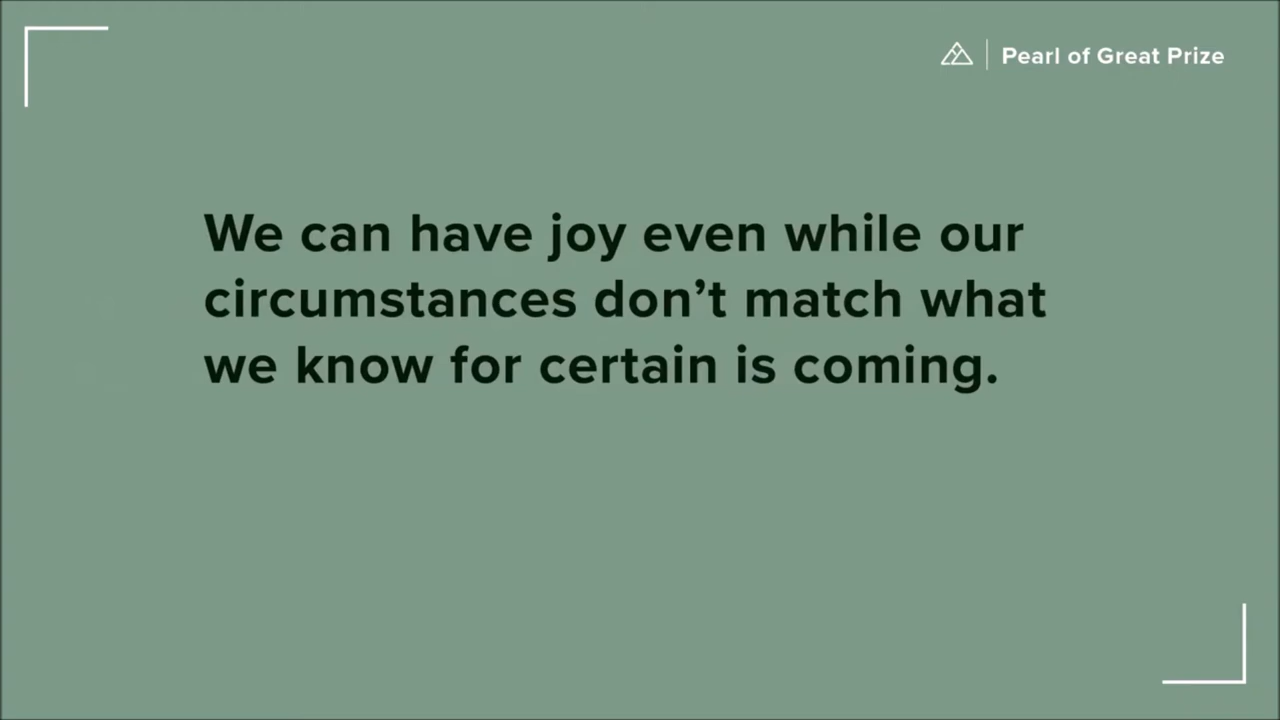 Pearl of Great Prize
We can have joy even while our
circumstances don’t match what
we know for certain is coming.